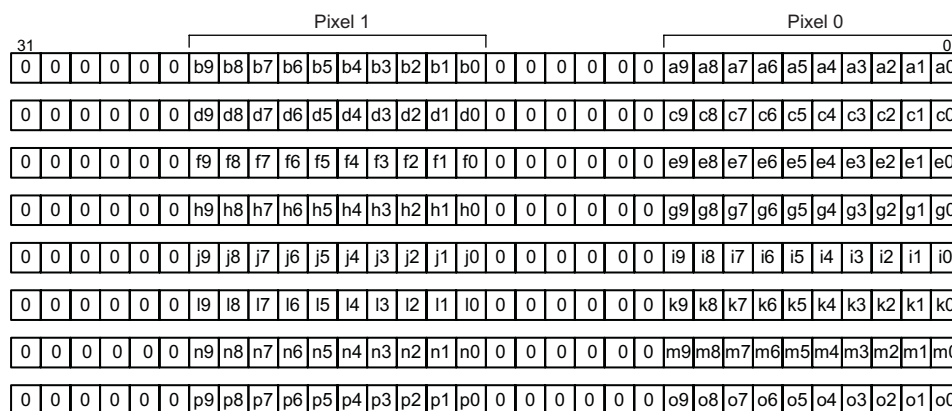 Pixel 1 Pixel 0
31 0
0 0 0 0 0 0 b9 b8 b7 b6 b5 b4 b3 b2 b1 b0 0 0 0 0 0 0 a9 a8 a7 a6 a5 a4 a3 a2 a1 a0
0 0 0 0 0 0 d9 d8 d7 d6 d5 d4 d3 d2 d1 d0 0 0 0 0 0 0 c9 c8 c7 c6 c5 c4 c3 c2 c1 c0
0 0 0 0 0 0 f9 f8 f7 f6 f5 f4 f3 f2 f1 f0 0 0 0 0 0 0 e9 e8 e7 e6 e5 e4 e3 e2 e1 e0
0 0 0 0 0 0 h9 h8 h7 h6 h5 h4 h3 h2 h1 h0 0 0 0 0 0 0 g9 g8 g7 g6 g5 g4 g3 g2 g1 g0
0 0 0 0 0 0 j9 j8 j7 j6 j5 j4 j3 j2 j1 j0 0 0 0 0 0 0 i9 i8 i7 i6 i5 i4 i3 i2 i1 i0
0 0 0 0 0 0 l9 l8 l7 l6 l5 l4 l3 l2 l1 l0 0 0 0 0 0 0 k9 k8 k7 k6 k5 k4 k3 k2 k1 k0
0 0 0 0 0 0 n9 n8 n7 n6 n5 n4 n3 n2 n1 n0 0 0 0 0 0 0 m9 m8 m7 m6 m5 m4 m3 m2 m1 m0
0 0 0 0 0 0 p9 p8 p7 p6 p5 p4 p3 p2 p1 p0 0 0 0 0 0 0 o9 o8 o7 o6 o5 o4 o3 o2 o1 o0